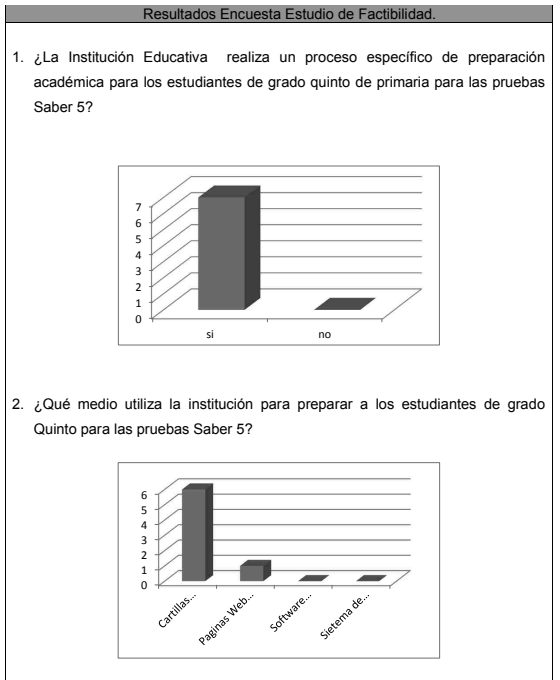 Resultados Encuesta Estudio de Factibilidad.
1. ¿La Institución Educativa realiza un proceso específico de preparación
académica para los estudiantes de grado quinto de primaria para las pruebas
Saber 5?
7
6
5
4
3
2
1
0
si
no
2. ¿Qué medio utiliza la institución para preparar a los estudiantes de grado
Quinto para las pruebas Saber 5?
6
5
4
3
2
1
0
Cartillas...
Paginas Web...
Software...
Sietema de...